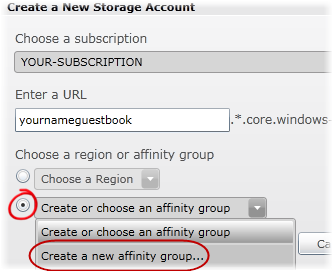 Create a New Storage Account
Choose a subscription
YOUR-SUBSCRIPTION
Enter a URL
yournameguestbook .*.core.windows-
Choose a region or affinity group
Choose a Region
Create or choose an affinity group
Create or choose an affinity group
Create a new affinity group...
Ca